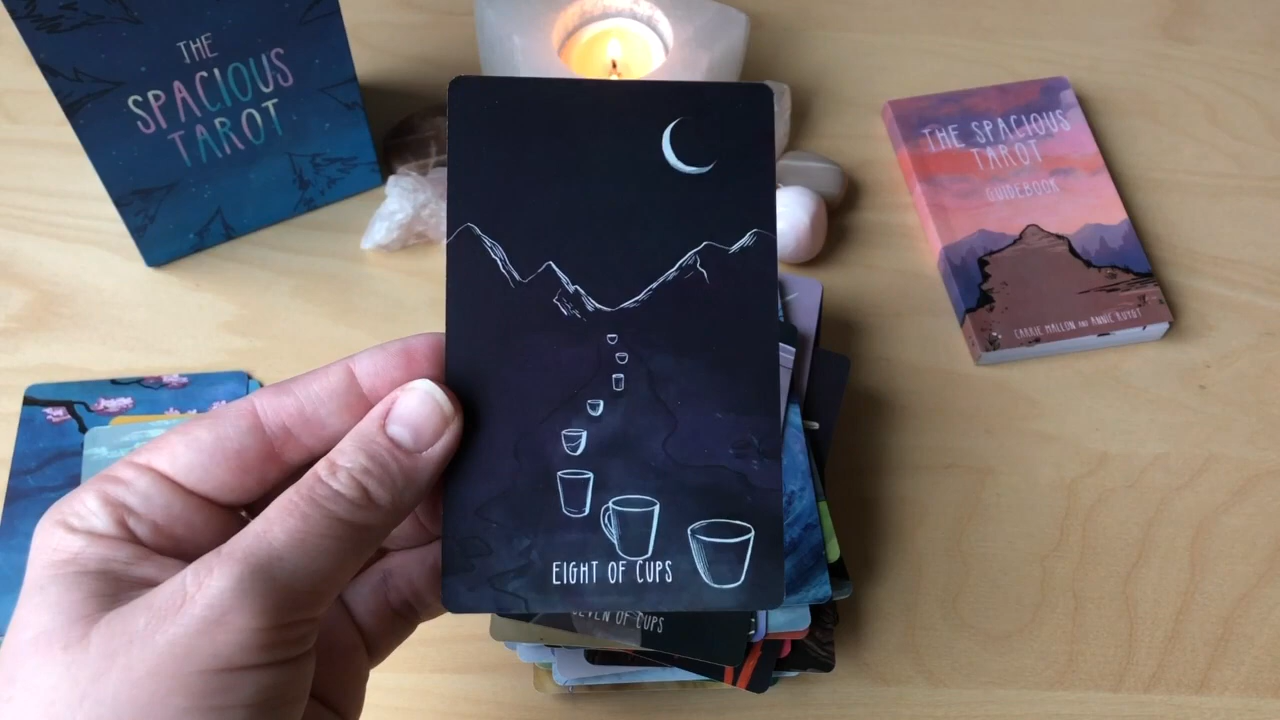 THE
SPACIOUS
TAROT
THE SPACIOUS
TAROT
GUIDEBOOK
CARRIE MALLON AND ANNIE RUYGT
EIGHT OF CUPS
SEVEN OF CUPS